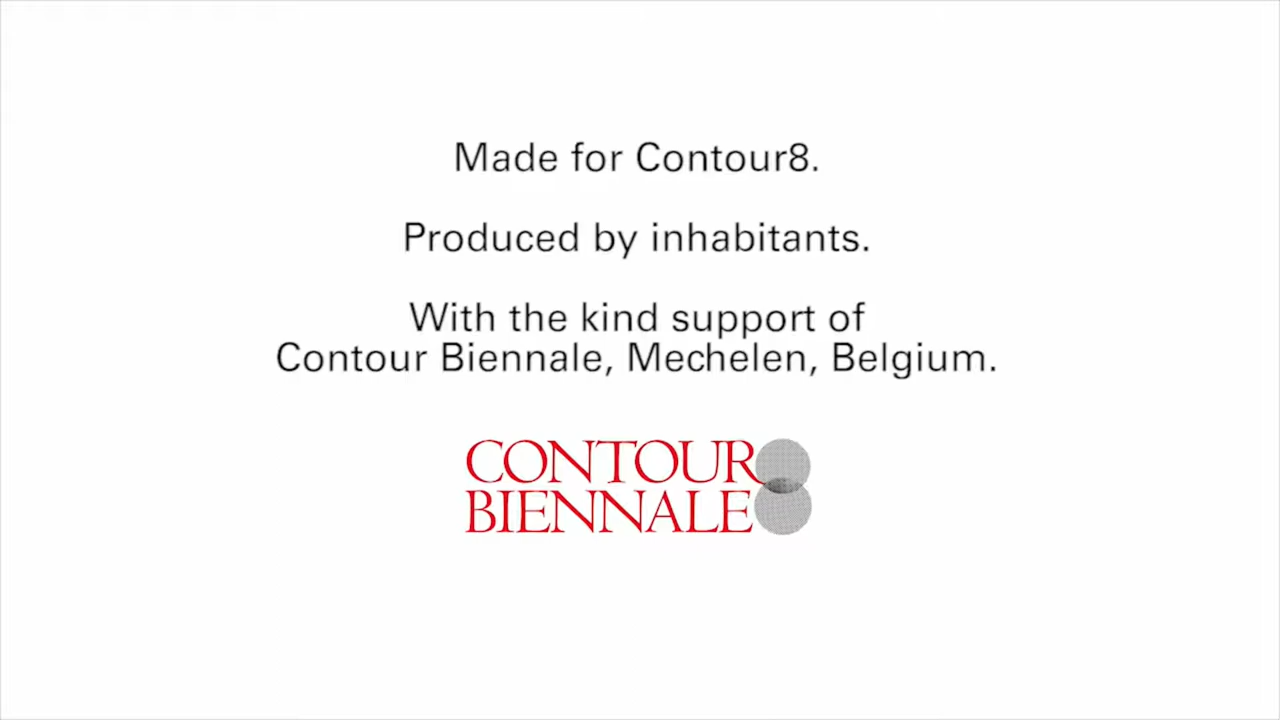 Made for Contour8.
Produced by inhabitants.
With the kind support of
Contour Biennale, Mechelen, Belgium.
CONTOUR
BIENNALE